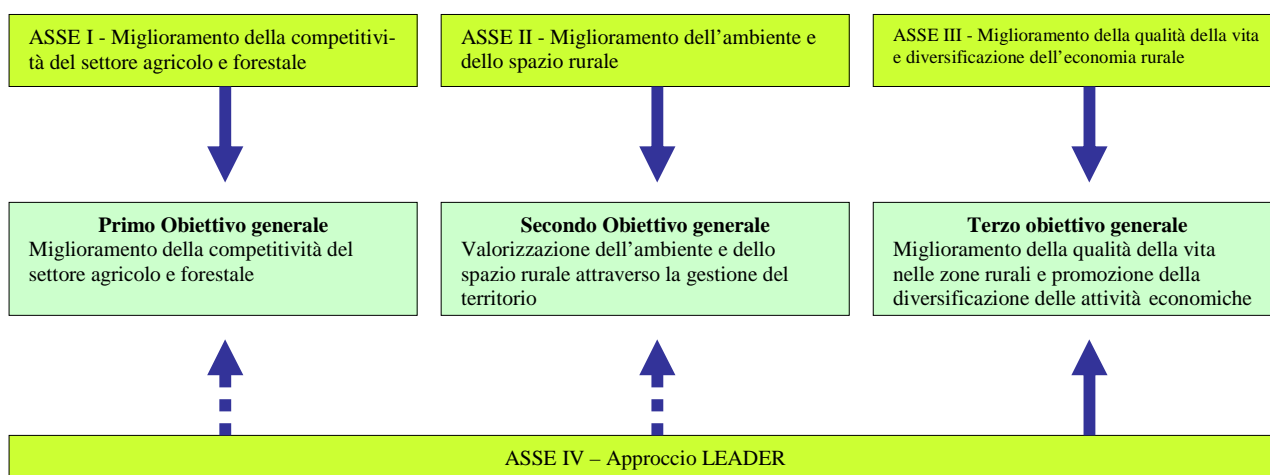 ASSE I - Miglioramento della competitivi-
tà del settore agricolo e forestale
ASSE II - Miglioramento dell'ambiente e
dello spazio rurale
ASSE III - Miglioramento della qualità della vita
e diversificazione dell'economia rurale
Primo Obiettivo generale
Miglioramento della competitività del
settore agricolo e forestale
Secondo Obiettivo generale
Valorizzazione dell'ambiente e dello
spazio rurale attraverso la gestione del
territorio
Terzo obiettivo generale
Miglioramento della qualità della vita
nelle zone rurali e promozione della
diversificazione delle attività economiche
ASSE IV – Approccio LEADER